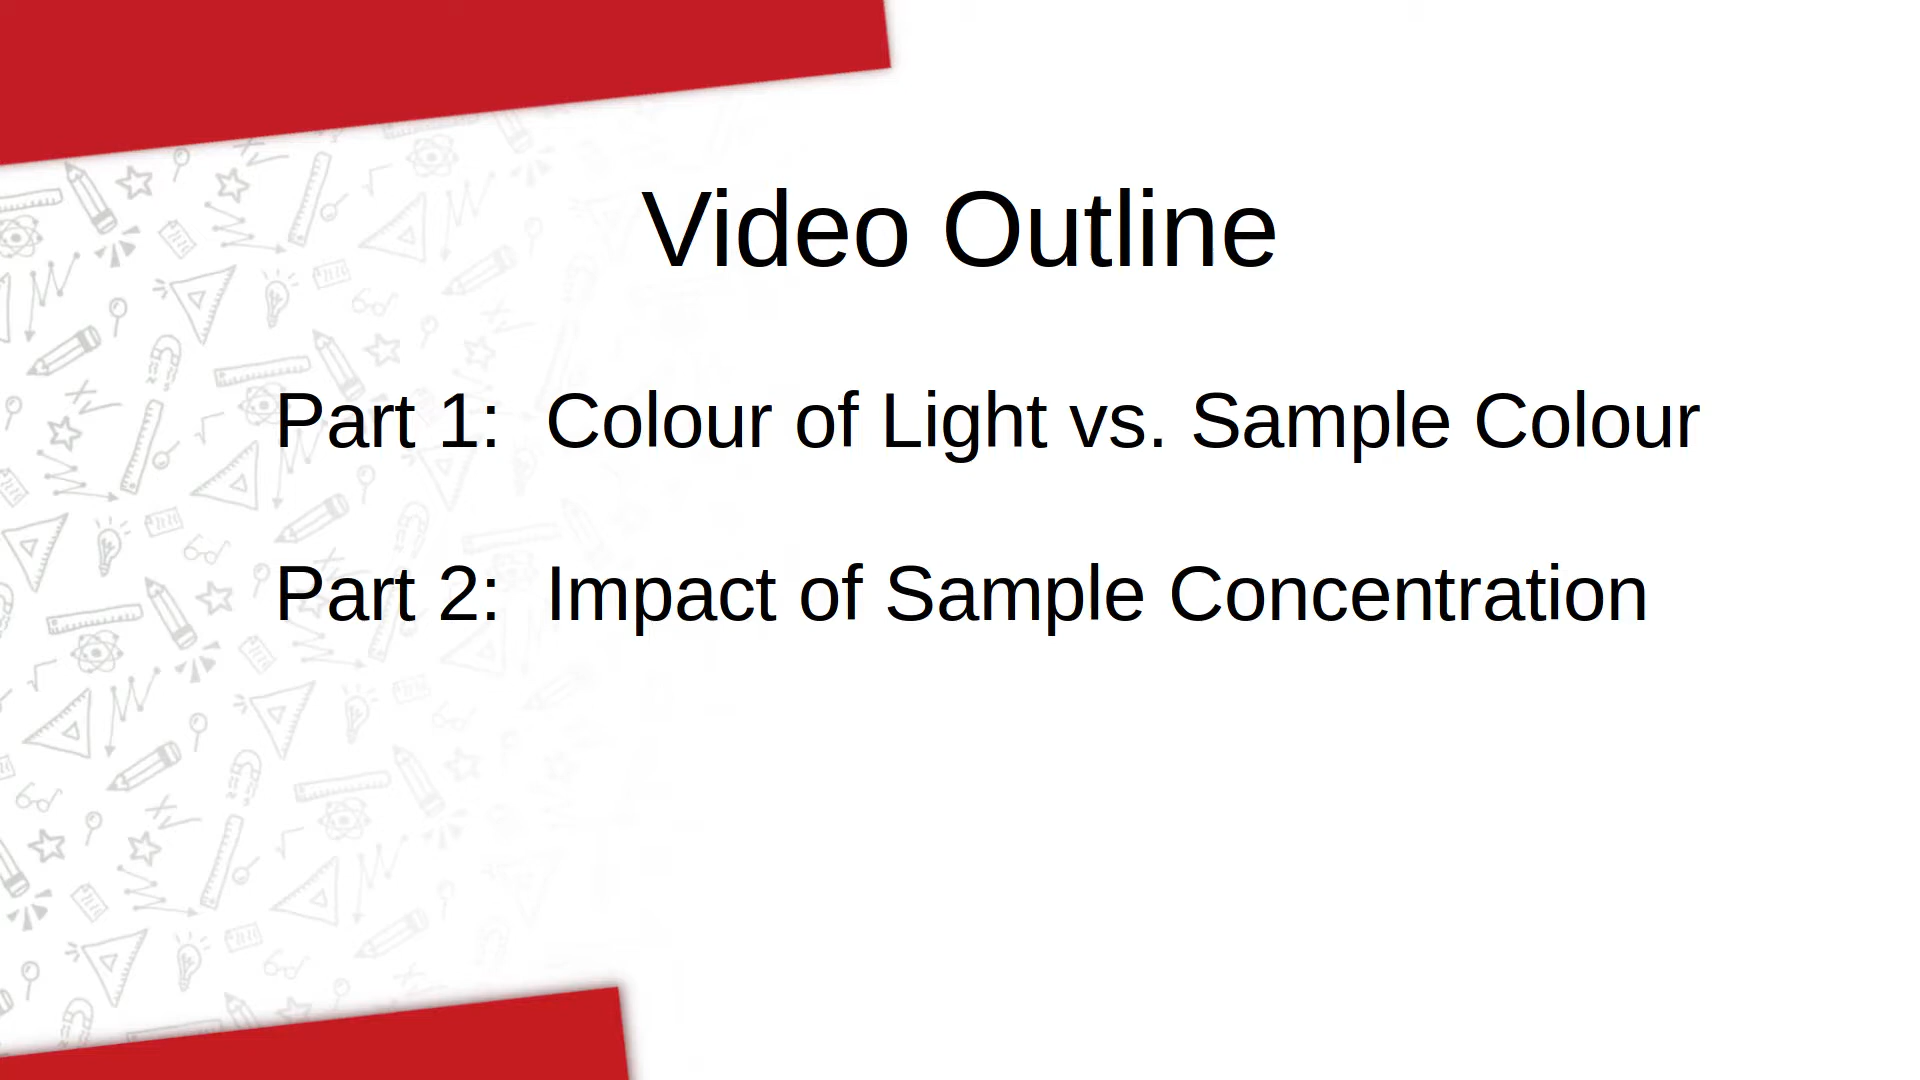 Video Outline
Part 1: Colour of Light vs. Sample Colour
Part 2: Impact of Sample Concentration